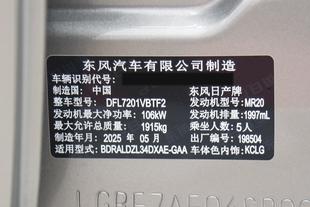 东风汽车有限公司制造
车辆识别代号:
制造国: 中国 东风日产牌
整车型号: DFL7201VBTF2 发动机型号: MR20
发动机最大净功率: 106kW 发动机排量: 1997mL
最大允许总质量: 1915kg 乘坐人数: 5人
制造年月: 2025 年 05 月 出厂编号: 198504
车型: BDRALDZL34DXAE-GAA 车体色内饰: KCLG